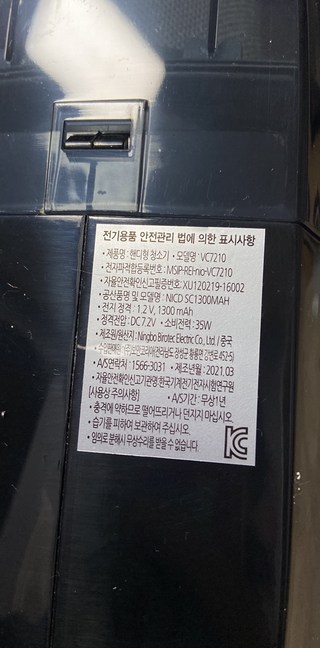 전기용품 안전관리 법에 의한 표시사항
• 제품명 : 핸디형 청소기 • 모델명 : VC7210
• 전자파적합등록번호 : MSIP-REI-nio-VC7210
• 자율안전확인신고필증번호: XU120219-16002
• 공산품명 및 모델명 : NICD SC1300MAH
• 전지 정격 : 1.2 V, 1300 mAh
• 정격전압 : DC 7.2V • 소비전력 : 35W
• 제조원/원산지 : Ningbo Birotec Electric Co., Ltd / 중국
• A/S연락처 : 1566-3031 • 제조년월 : 2021. 03
• 자율안전확인신고기관명:한국기계전기전자시험연구원
[사용상 주의사항] • A/S기간 : 무상1년
• 충격에 약하므로 떨어뜨리거나 던지지 마십시오.
• 습기를 피하여 보관하여 주십시오.
• 임의로 분해시 무상수리를 받을 수 없습니다.